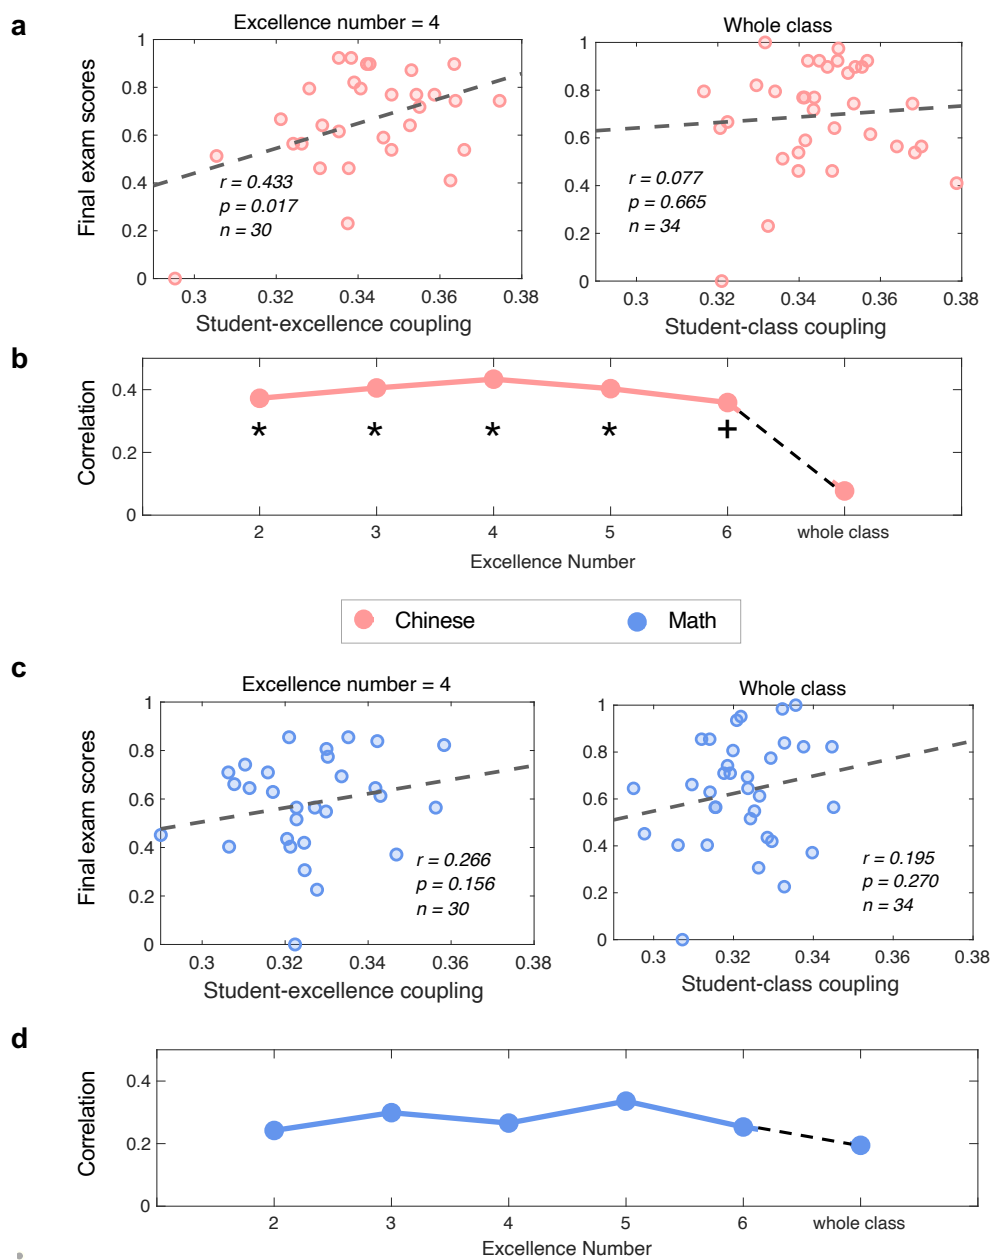 a
Excellence number = 4
Whole class
Final exam scores
1
0.8
0.6
0.4
0.2
0
r = 0.433
p = 0.017
n = 30
0.3
0.32
0.34
0.36
0.38
Student-excellence coupling
1
0.8
0.6
0.4
0.2
0
r = 0.077
p = 0.665
n = 34
0.3
0.32
0.34
0.36
0.38
Student-class coupling
b
Correlation
0.4
0.2
0
* * * * +
2
3
4
5
6
whole class
Excellence Number
Chinese
Math
c
Excellence number = 4
Whole class
Final exam scores
1
0.8
0.6
0.4
0.2
0
r = 0.266
p = 0.156
n = 30
0.3
0.32
0.34
0.36
0.38
Student-excellence coupling
1
0.8
0.6
0.4
0.2
0
r = 0.195
p = 0.270
n = 34
0.3
0.32
0.34
0.36
0.38
Student-class coupling
d
Correlation
0.4
0.2
0
2
3
4
5
6
whole class
Excellence Number